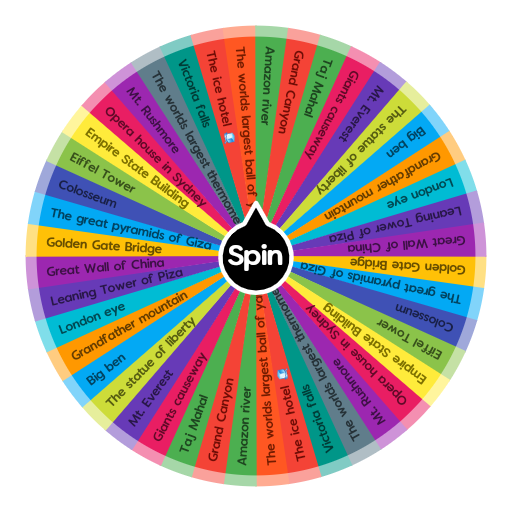 Amazon river
Grand Canyon
Taj Mahal
Giants causeway
Mt. Everest
The statue of liberty
Big ben
Grandfather mountain
London eye
Leaning Tower of Piza
Great Wall of China
Golden Gate Bridge
The great pyramids of Giza
Colosseum
Eiffel Tower
Empire State Building
Opera house in Sydney
Mt. Rushmore
The worlds largest thermome
Victoria falls
The ice hotel 🧊
The worlds largest ball of ya
Amazon river
Grand Canyon
Taj Mahal
Giants causeway
Mt. Everest
The statue of liberty
Big ben
Grandfather mountain
London eye
Leaning Tower of Piza
Great Wall of China
Golden Gate Bridge
The great pyramids of Giza
Colosseum
Eiffel Tower
Empire State Building
Opera house in Sydney
Mt. Rushmore
The worlds largest thermome
Victoria falls
The ice hotel 🧊
The worlds largest ball of
Spin